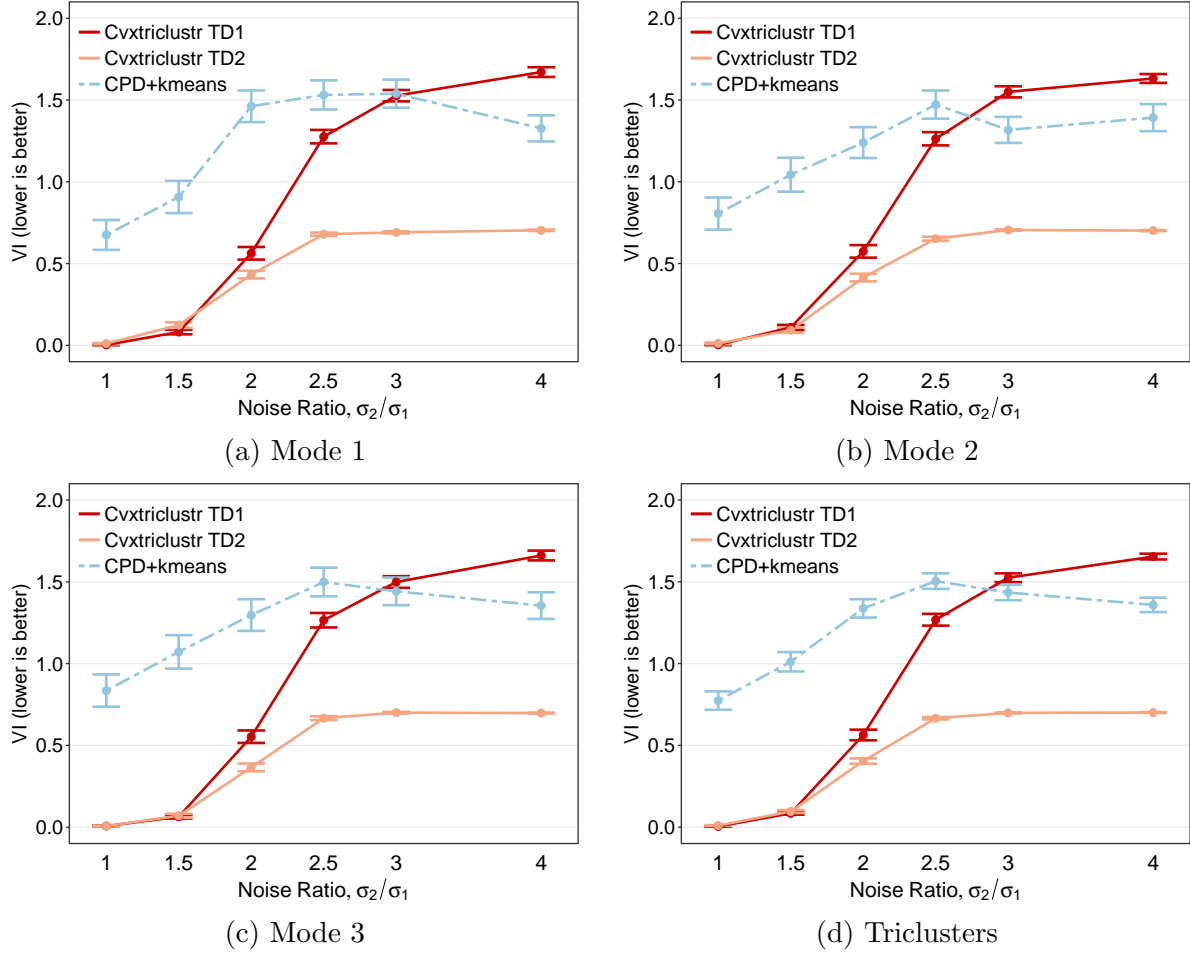 2.0
1.5
1.0
0.5
0.0
VI (lower is better)
Cvxtriclustr TD1
Cvxtriclustr TD2
CPD+kmeans
1 1.5 2 2.5 3 4
Noise Ratio, σ₂/σ₁
(a) Mode 1
2.0
1.5
1.0
0.5
0.0
VI (lower is better)
Cvxtriclustr TD1
Cvxtriclustr TD2
CPD+kmeans
1 1.5 2 2.5 3 4
Noise Ratio, σ₂/σ₁
(b) Mode 2
2.0
1.5
1.0
0.5
0.0
VI (lower is better)
Cvxtriclustr TD1
Cvxtriclustr TD2
CPD+kmeans
1 1.5 2 2.5 3 4
Noise Ratio, σ₂/σ₁
(c) Mode 3
2.0
1.5
1.0
0.5
0.0
VI (lower is better)
Cvxtriclustr TD1
Cvxtriclustr TD2
CPD+kmeans
1 1.5 2 2.5 3 4
Noise Ratio, σ₂/σ₁
(d) Triclusters